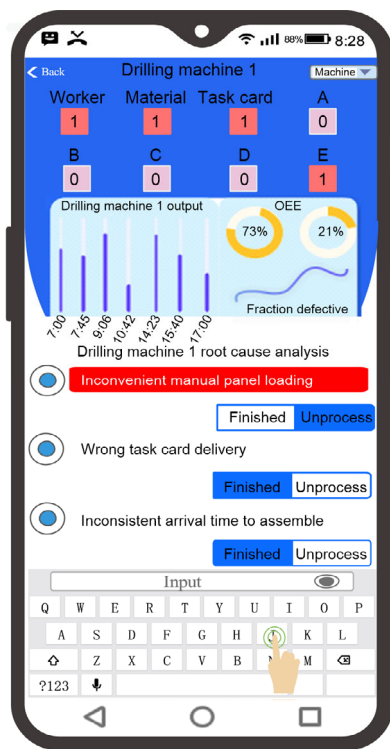 88% 8:28
Back Drilling machine 1 Machine
Worker Material Task card A
1 1 1 0
B C D E
0 0 0 1
Drilling machine 1 output OEE
73% 21%
Fraction defective
7:00 7:45 9:06 10:42 14:23 15:40 17:00
Drilling machine 1 root cause analysis
Inconvenient manual panel loading
Finished Unprocess
Wrong task card delivery
Finished Unprocess
Inconsistent arrival time to assemble
Finished Unprocess
Input
Q W E R T Y U I O P
A S D F G H J K L
Z X C V B N M
?123